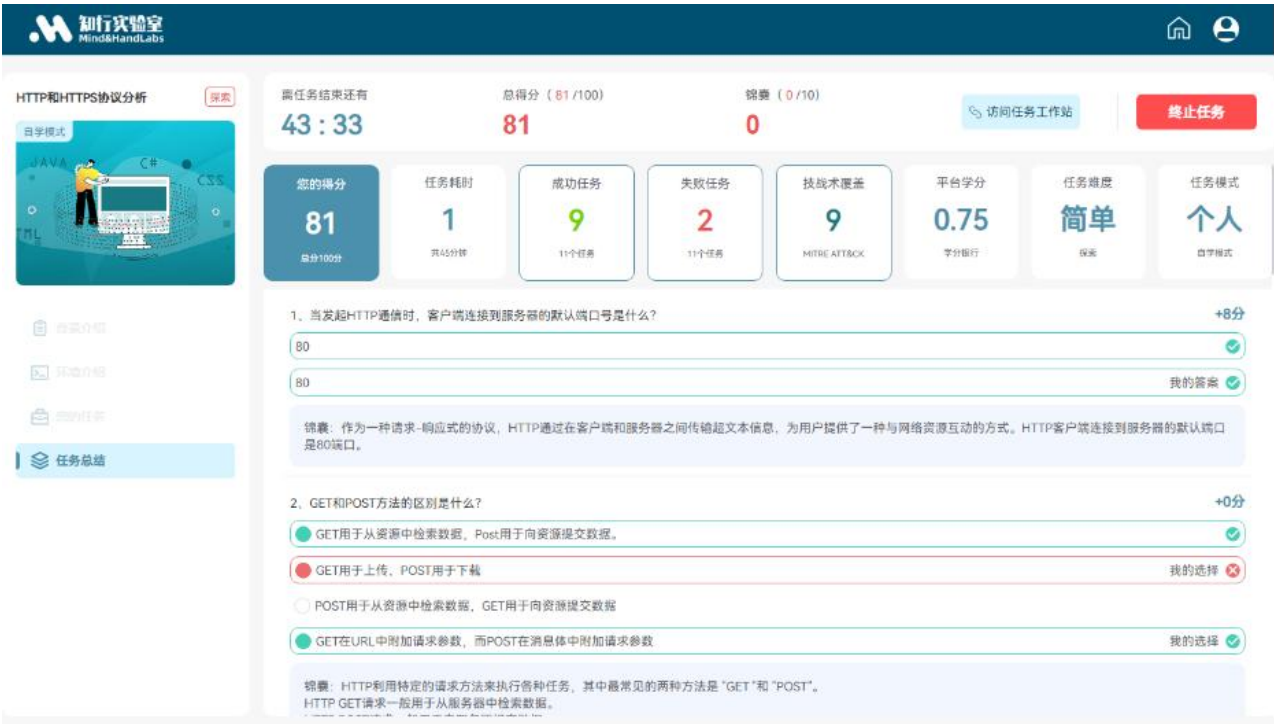 知行实验室
Mind&HandLabs
HTTP和HTTPS协议分析
探索
自学模式
JAVA
C#
CSS
任务总结
离任务结束还有
43 : 33
总得分 ( 81 /100)
81
锦囊 ( 0 /10)
0
访问任务工作站
终止任务
您的得分
81
总分100分
任务耗时
1
共45分钟
成功任务
9
11个任务
失败任务
2
11个任务
技战术覆盖
9
MITRE ATT&CK
平台学分
0.75
学分银行
任务难度
简单
探索
任务模式
个人
自学模式
1、当发起HTTP通信时，客户端连接到服务器的默认端口号是什么？
+8分
80
80
我的答案
锦囊：作为一种请求-响应式的协议，HTTP通过在客户端和服务器之间传输超文本信息，为用户提供了一种与网络资源互动的方式。HTTP客户端连接到服务器的默认端口
是80端口。
2、GET和POST方法的区别是什么？
+0分
GET用于从资源中检索数据，Post用于向资源提交数据。
GET用于上传、POST用于下载
我的选择
POST用于从资源中检索数据，GET用于向资源提交数据
GET在URL中附加请求参数，而POST在消息体中附加请求参数
我的选择
锦囊：HTTP利用特定的请求方法来执行各种任务，其中最常见的两种方法是 "GET "和 "POST"。
HTTP GET请求一般用于从服务器中检索数据。